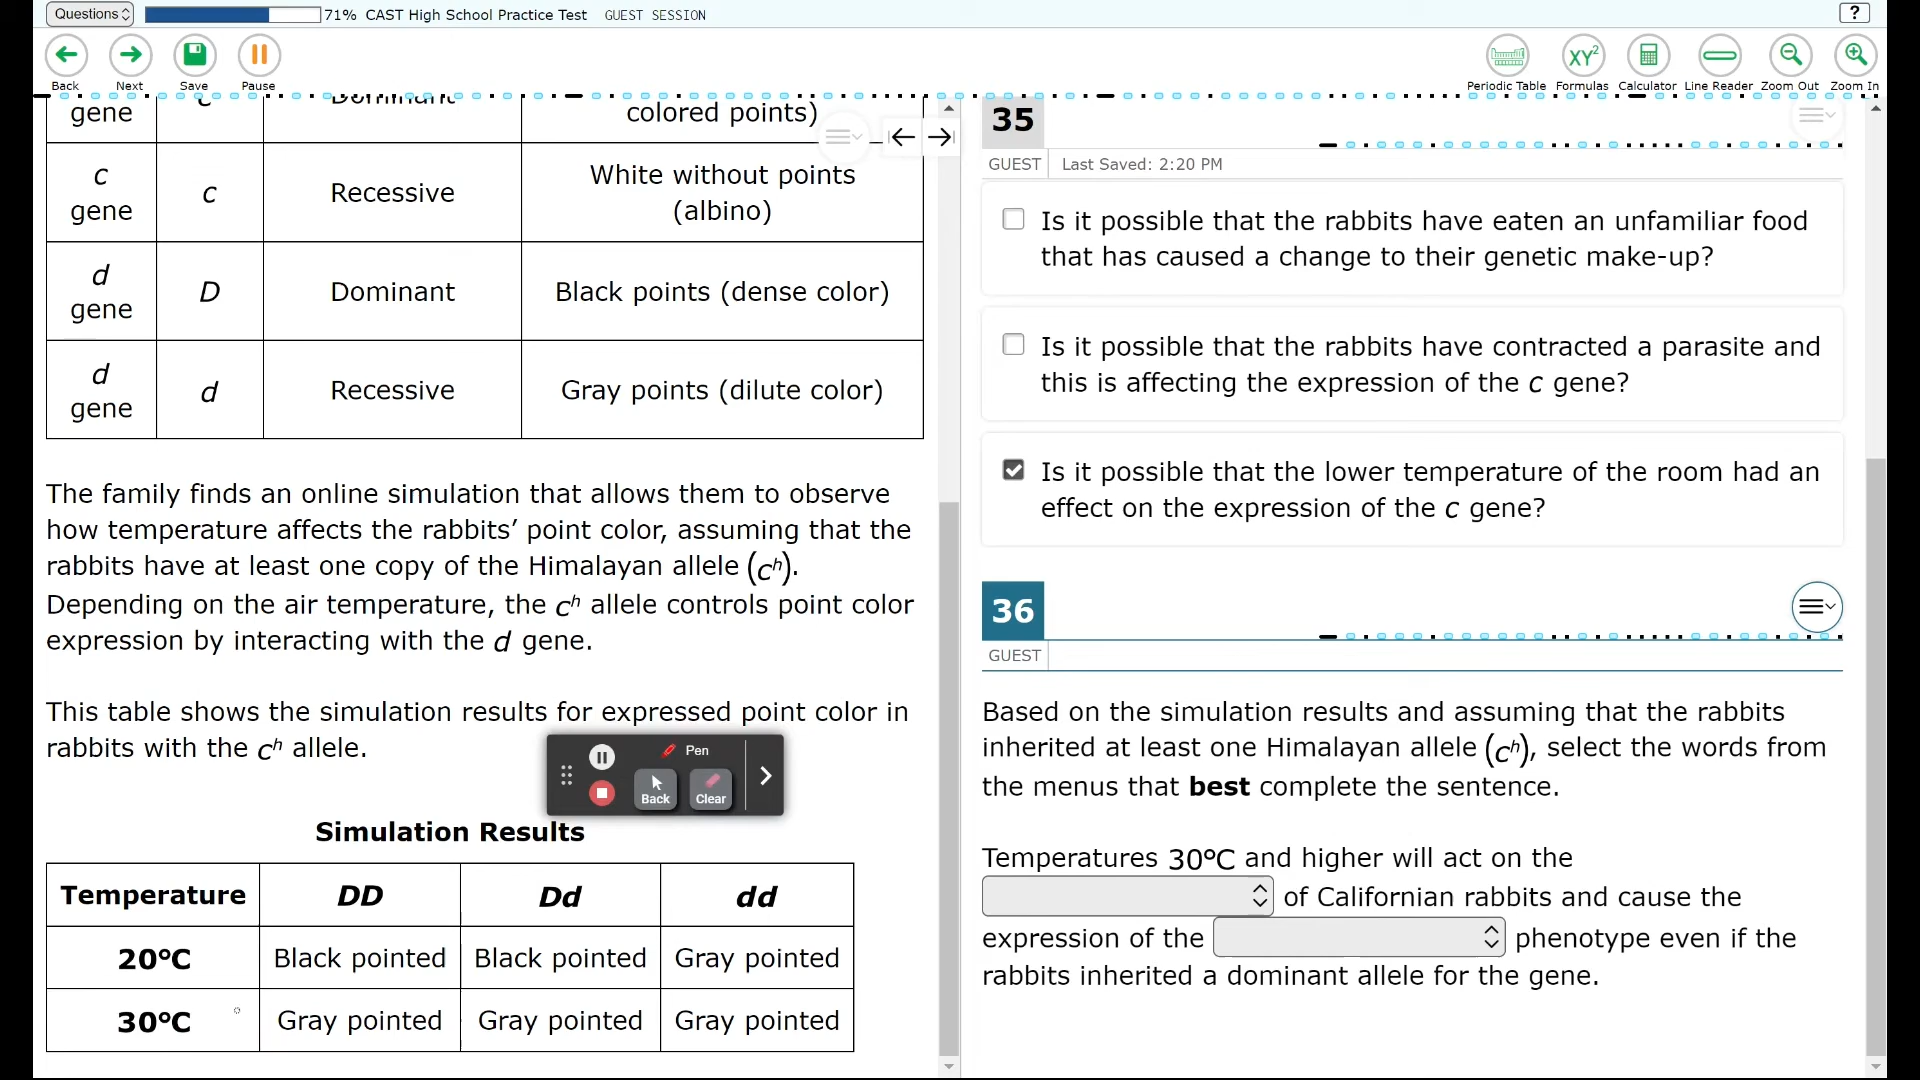 Questions 71% CAST High School Practice Test GUEST SESSION ?
Back Next Save Pause Periodic Table Formulas Calculator Line Reader Zoom Out Zoom In
XY²
gene Dominant colored points)
c gene c Recessive White without points (albino)
d gene D Dominant Black points (dense color)
d gene d Recessive Gray points (dilute color)
The family finds an online simulation that allows them to observe
how temperature affects the rabbits’ point color, assuming that the
rabbits have at least one copy of the Himalayan allele (cʰ).
Depending on the air temperature, the cʰ allele controls point color
expression by interacting with the d gene.
This table shows the simulation results for expressed point color in
rabbits with the cʰ allele.
Pen
Back Clear
Simulation Results
Temperature DD Dd dd
20°C Black pointed Black pointed Gray pointed
30°C Gray pointed Gray pointed Gray pointed
35
GUEST Last Saved: 2:20 PM
Is it possible that the rabbits have eaten an unfamiliar food
that has caused a change to their genetic make-up?
Is it possible that the rabbits have contracted a parasite and
this is affecting the expression of the c gene?
Is it possible that the lower temperature of the room had an
effect on the expression of the c gene?
36
GUEST
Based on the simulation results and assuming that the rabbits
inherited at least one Himalayan allele (cʰ), select the words from
the menus that best complete the sentence.
Temperatures 30°C and higher will act on the
of Californian rabbits and cause the
expression of the phenotype even if the
rabbits inherited a dominant allele for the gene.